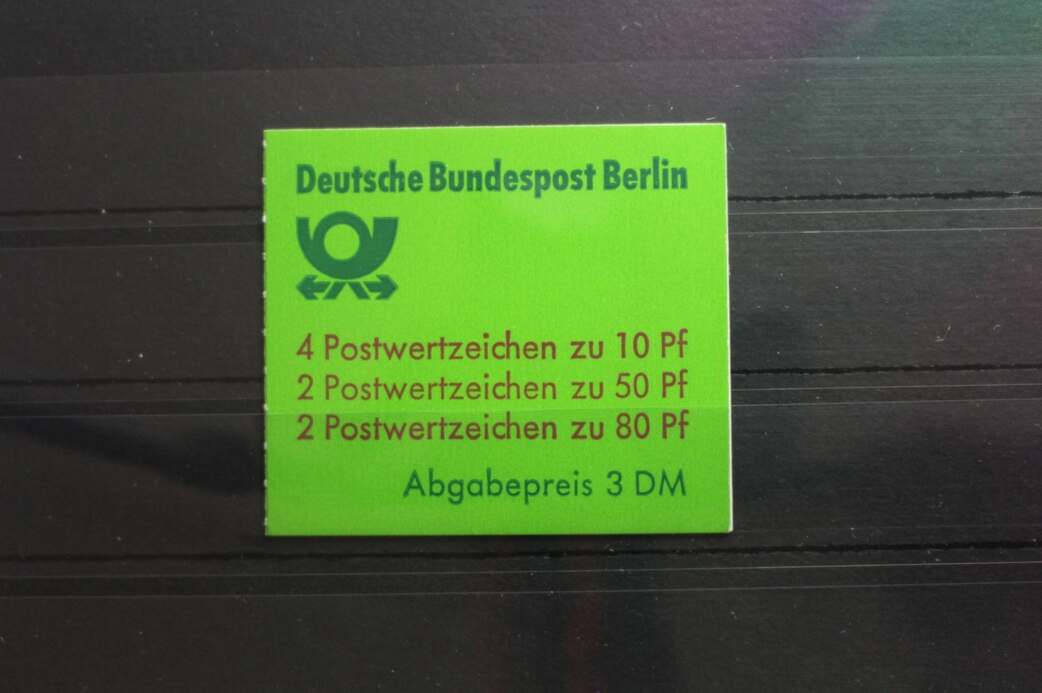 Deutsche Bundespost Berlin
4 Postwertzeichen zu 10 Pf
2 Postwertzeichen zu 50 Pf
2 Postwertzeichen zu 80 Pf
Abgabepreis 3 DM